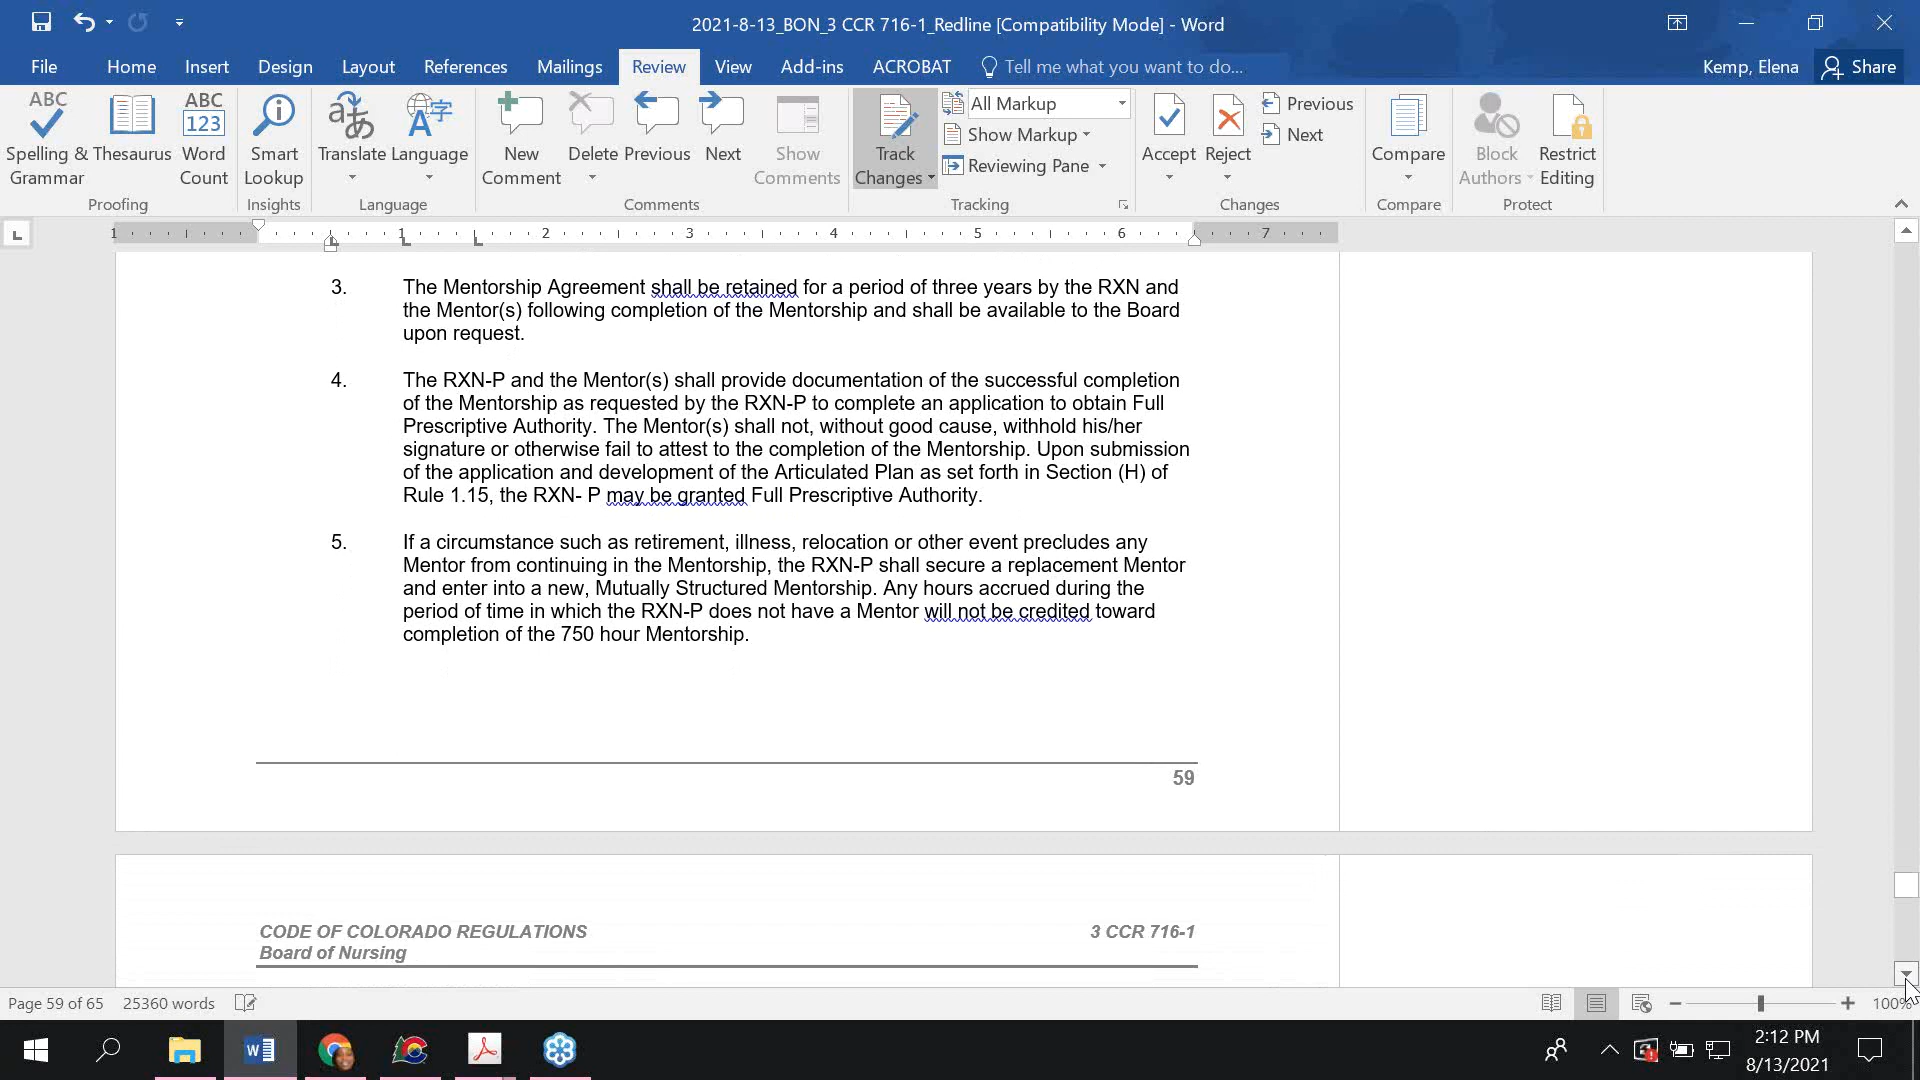 2021-8-13_BON_3 CCR 716-1_Redline [Compatibility Mode] - Word
File Home Insert Design Layout References Mailings Review View Add-ins ACROBAT Tell me what you want to do... Kemp, Elena Share
ABC
Spelling & Grammar
Thesaurus
ABC
123
Word Count
Proofing
Smart Lookup
Insights
Translate
Language
Language
New Comment
Delete
Previous
Next
Show Comments
Comments
Track Changes
All Markup
Show Markup
Reviewing Pane
Tracking
Accept
Reject
Previous
Next
Changes
Compare
Compare
Block Authors
Restrict Editing
Protect
1 1 2 3 4 5 6 7
3. The Mentorship Agreement shall be retained for a period of three years by the RXN and
the Mentor(s) following completion of the Mentorship and shall be available to the Board
upon request.
4. The RXN-P and the Mentor(s) shall provide documentation of the successful completion
of the Mentorship as requested by the RXN-P to complete an application to obtain Full
Prescriptive Authority. The Mentor(s) shall not, without good cause, withhold his/her
signature or otherwise fail to attest to the completion of the Mentorship. Upon submission
of the application and development of the Articulated Plan as set forth in Section (H) of
Rule 1.15, the RXN- P may be granted Full Prescriptive Authority.
5. If a circumstance such as retirement, illness, relocation or other event precludes any
Mentor from continuing in the Mentorship, the RXN-P shall secure a replacement Mentor
and enter into a new, Mutually Structured Mentorship. Any hours accrued during the
period of time in which the RXN-P does not have a Mentor will not be credited toward
completion of the 750 hour Mentorship.
59
CODE OF COLORADO REGULATIONS 3 CCR 716-1
Board of Nursing
Page 59 of 65 25360 words 100%
2:12 PM
8/13/2021